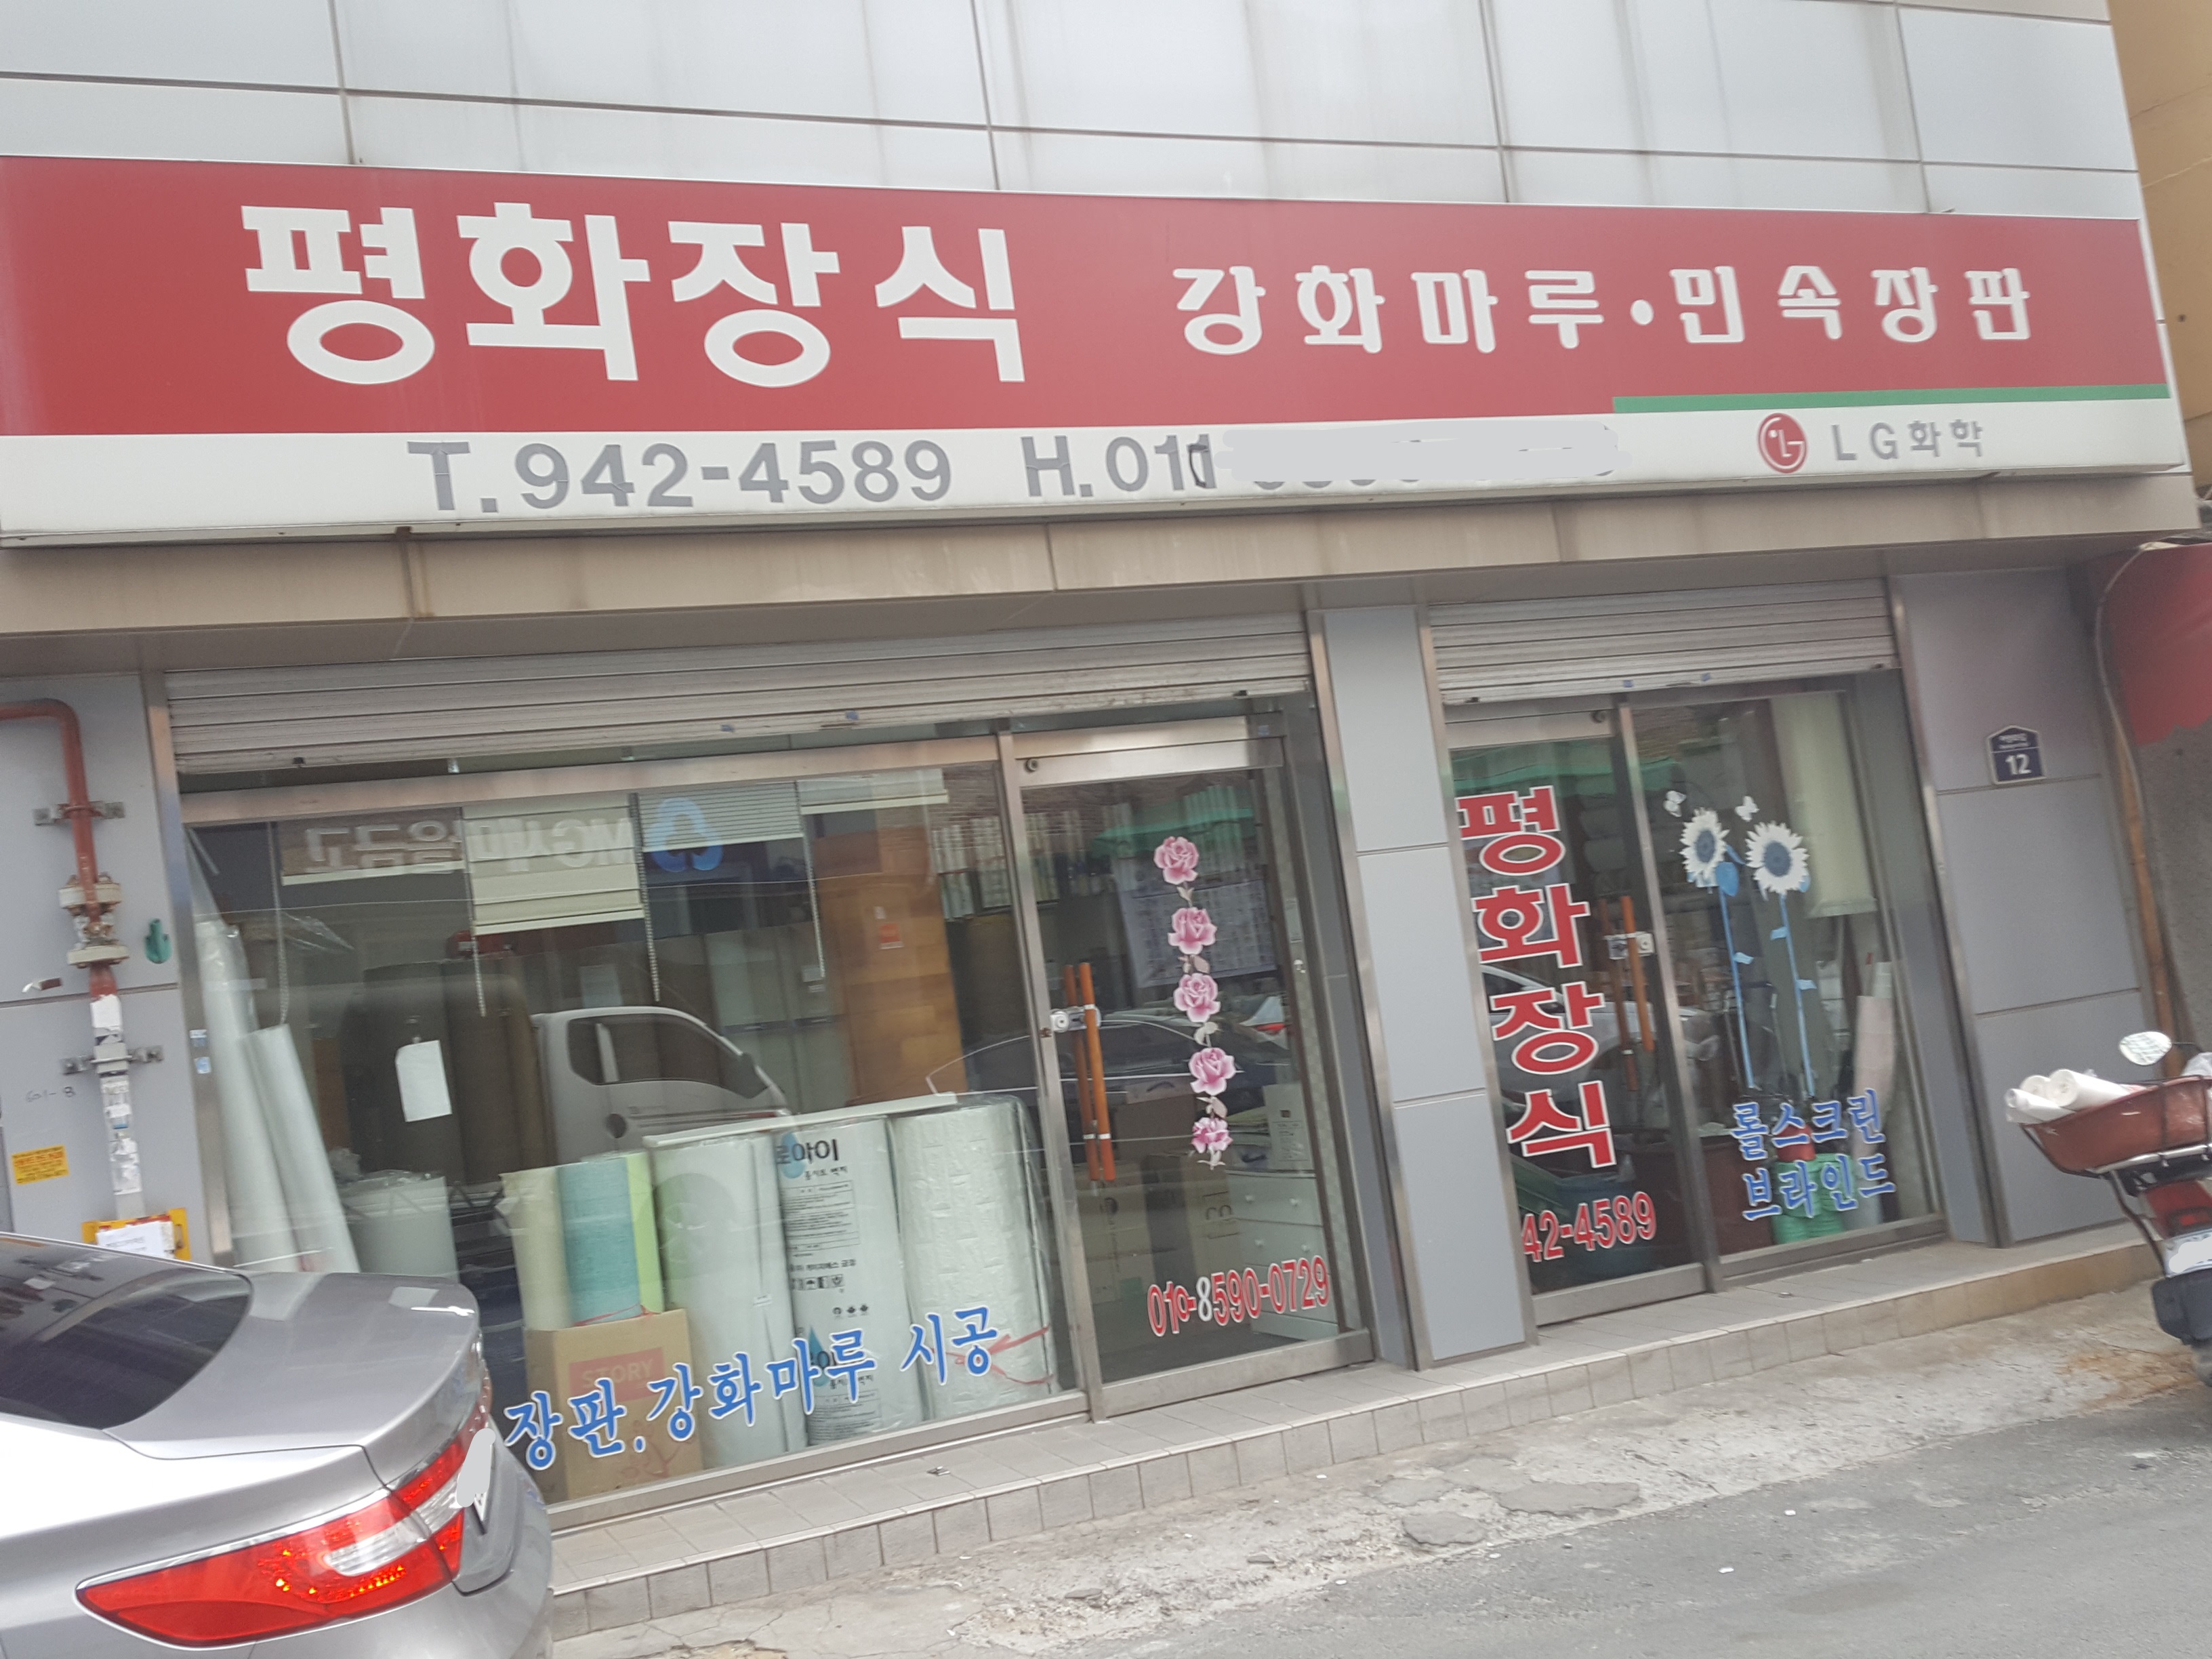 평화장식 강화마루·민속장판
T.942-4589 H.011
LG화학
12
평화장식
42-4589
롤스크린
브라인드
010-8590-0729
장판.강화마루 시공
STORY